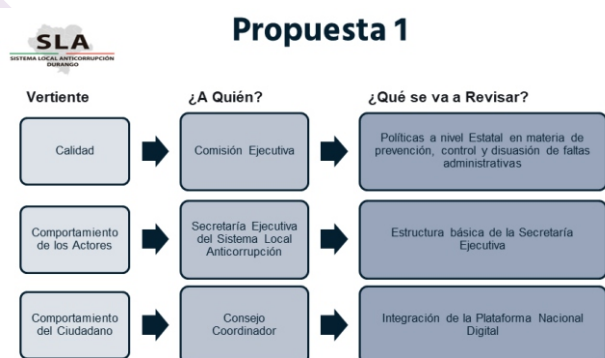 Propuesta 1
SLA
SISTEMA LOCAL ANTICORRUPCIÓN
DURANGO
Vertiente
¿A Quién?
¿Qué se va a Revisar?
Calidad
Comisión Ejecutiva
Políticas a nivel Estatal en materia de
prevención, control y disuasión de faltas
administrativas
Comportamiento
de los Actores
Secretaría Ejecutiva
del Sistema Local
Anticorrupción
Estructura básica de la Secretaría
Ejecutiva
Comportamiento
del Ciudadano
Consejo
Coordinador
Integración de la Plataforma Nacional
Digital